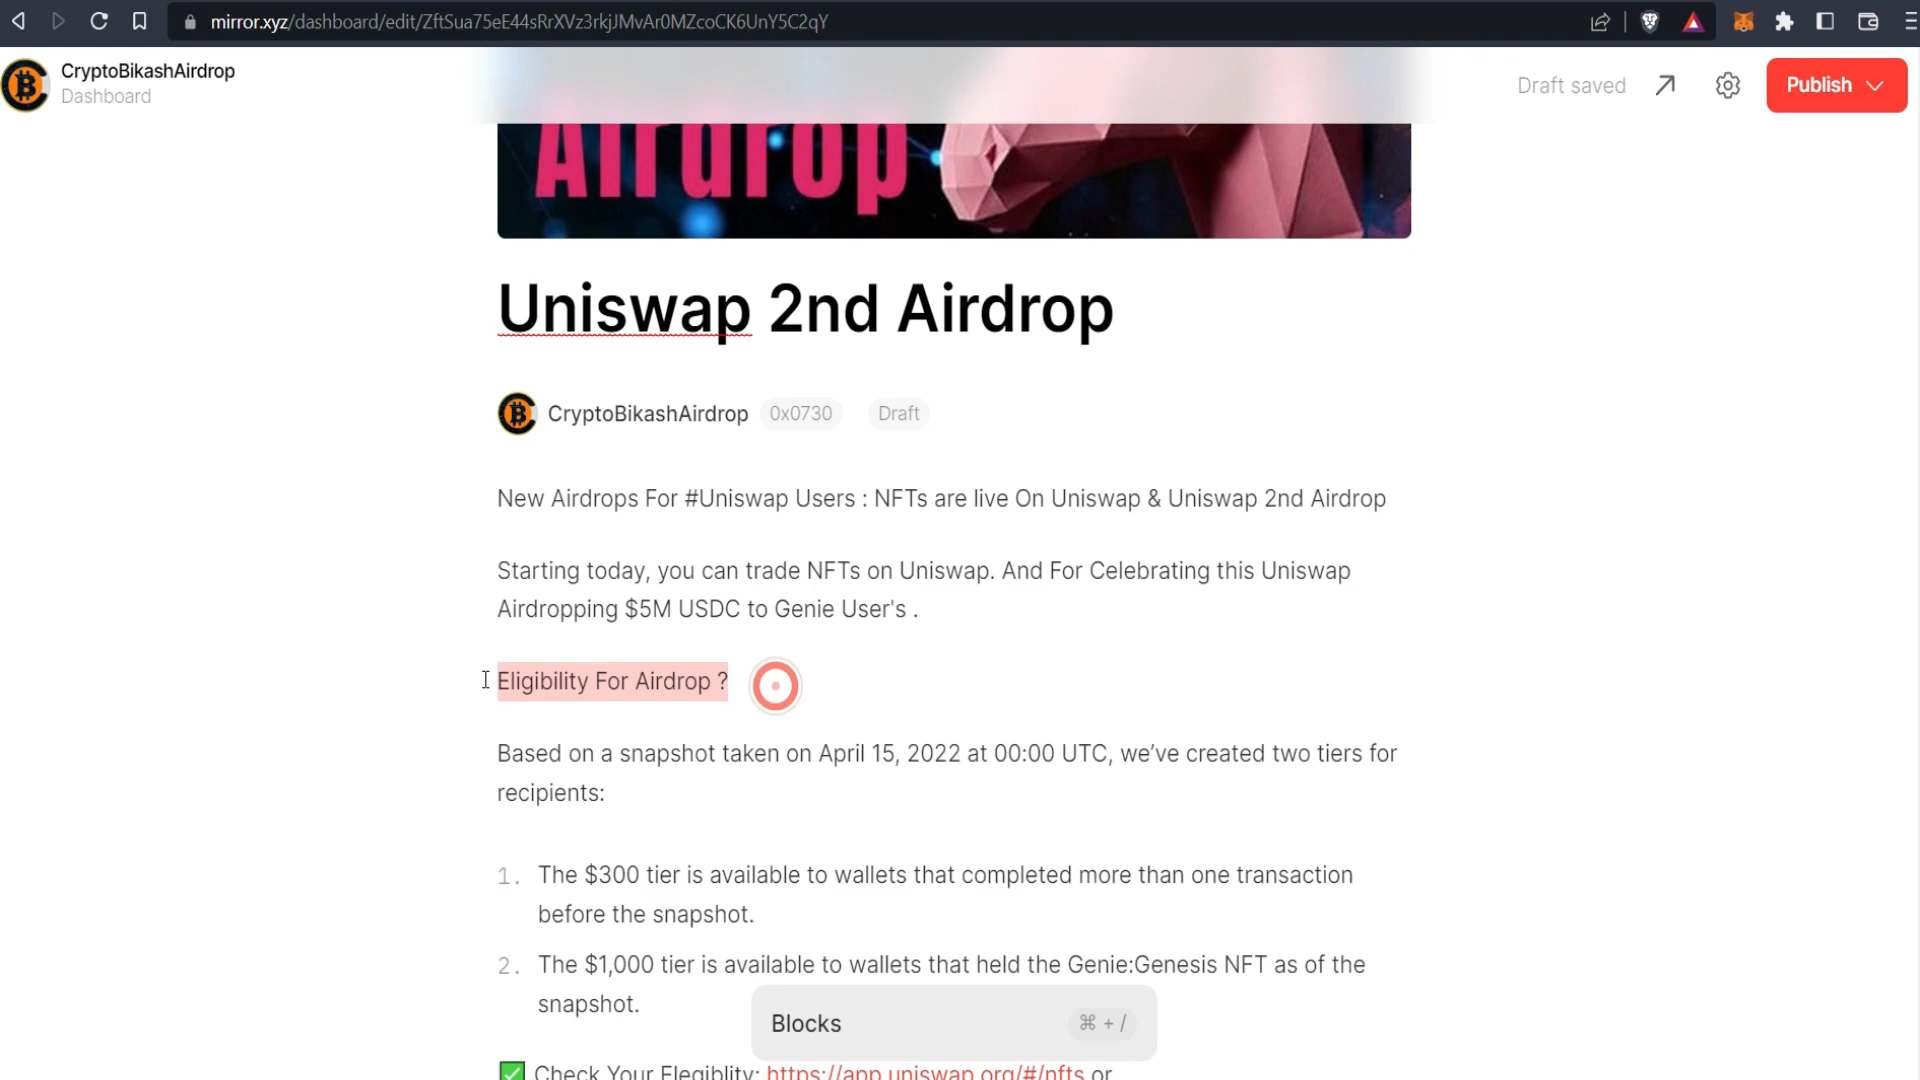 mirror.xyz/dashboard/edit/ZftSua75eE44sRrXVz3rkjJMvAr0MZcoCK6UnY5C2qY
CryptoBikashAirdrop
Dashboard
Draft saved
Publish
Airdrop
Uniswap 2nd Airdrop
CryptoBikashAirdrop 0x0730 Draft
New Airdrops For #Uniswap Users : NFTs are live On Uniswap & Uniswap 2nd Airdrop
Starting today, you can trade NFTs on Uniswap. And For Celebrating this Uniswap
Airdropping $5M USDC to Genie User's .
Eligibility For Airdrop ?
Based on a snapshot taken on April 15, 2022 at 00:00 UTC, we’ve created two tiers for
recipients:
1. The $300 tier is available to wallets that completed more than one transaction
before the snapshot.
2. The $1,000 tier is available to wallets that held the Genie:Genesis NFT as of the
snapshot.
Blocks ⌘ + /
✅ Check Your Elegiblity: https://app.uniswap.org/#/nfts or